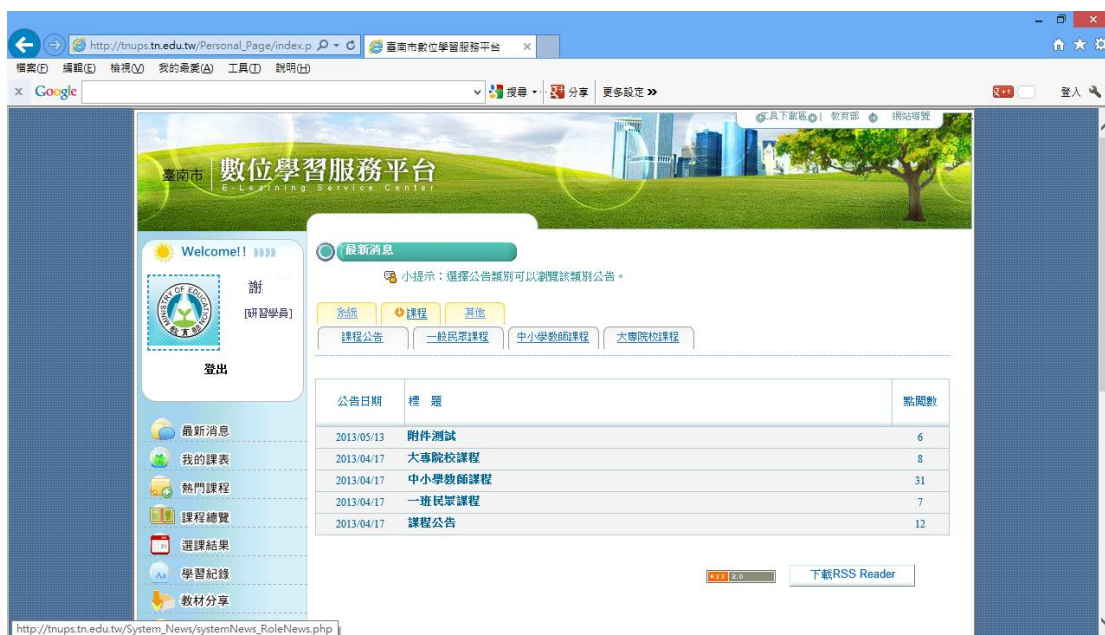 http://tnups.tn.edu.tw/Personal_Page/index.p
臺南市數位學習服務平台
檔案(F) 編輯(E) 檢視(V) 我的最愛(A) 工具(T) 說明(H)
x Google 搜尋 分享 更多設定 »
登入
工具下載區 | 教育部 網站導覽
臺南市 數位學習服務平台
E-Learning Service Center
Welcome!!
謝
[研習學員]
MINISTRY OF EDUCATION
教育部
登出
最新消息
我的課表
熱門課程
課程總覽
選課結果
學習紀錄
教材分享
最新消息
小提示：選擇公告類別可以瀏覽該類別公告。
系統 課程 其他
課程公告 一般民眾課程 中小學教師課程 大專院校課程
公告日期 標 題 點閱數
2013/05/13 附件測試 6
2013/04/17 大專院校課程 8
2013/04/17 中小學教師課程 31
2013/04/17 一班民眾課程 7
2013/04/17 課程公告 12
RSS 2.0 下載RSS Reader
http://tnups.tn.edu.tw/System_News/systemNews_RoleNews.php